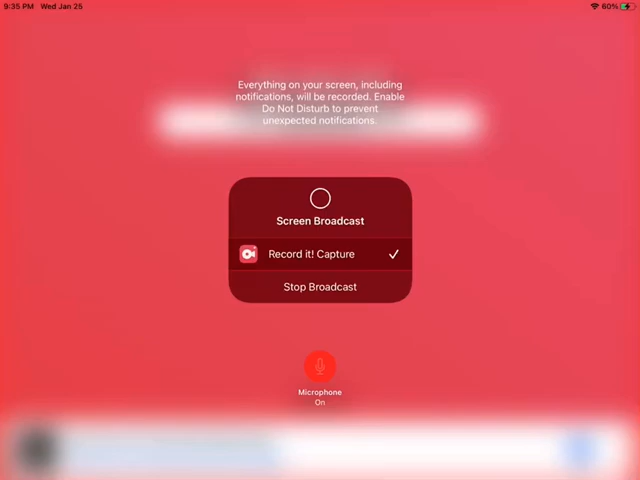 9:35 PM Wed Jan 25
60%
Everything on your screen, including
notifications, will be recorded. Enable
Do Not Disturb to prevent
unexpected notifications.
Screen Broadcast
Record it! Capture
Stop Broadcast
Microphone
On